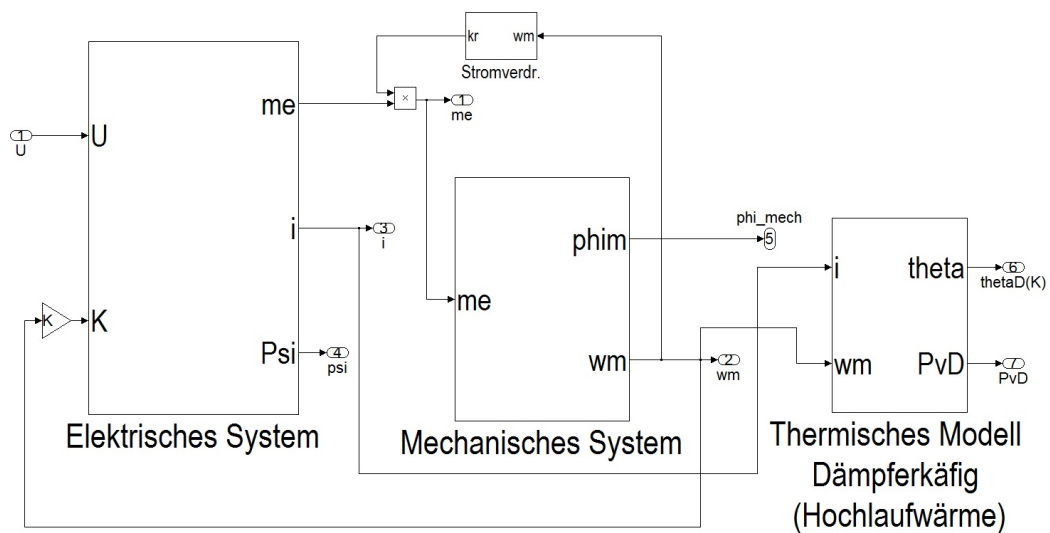 kr
wm
Stromverdr.
×
me
1
me
1
U
U
i
3
i
K
K
Psi
4
psi
Elektrisches System
me
phim
wm
phi_mech
5
2
wm
Mechanisches System
i
wm
theta
PvD
6
thetaD(K)
7
PvD
Thermisches Modell
Dämpferkäfig
(Hochlaufwärme)